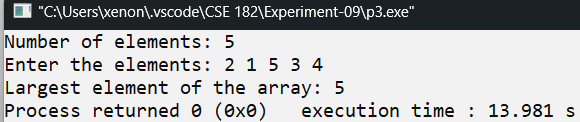 "C:\Users\xenon\.vscode\CSE 182\Experiment-09\p3.exe"
Number of elements: 5
Enter the elements: 2 1 5 3 4
Largest element of the array: 5
Process returned 0 (0x0)   execution time : 13.981 s